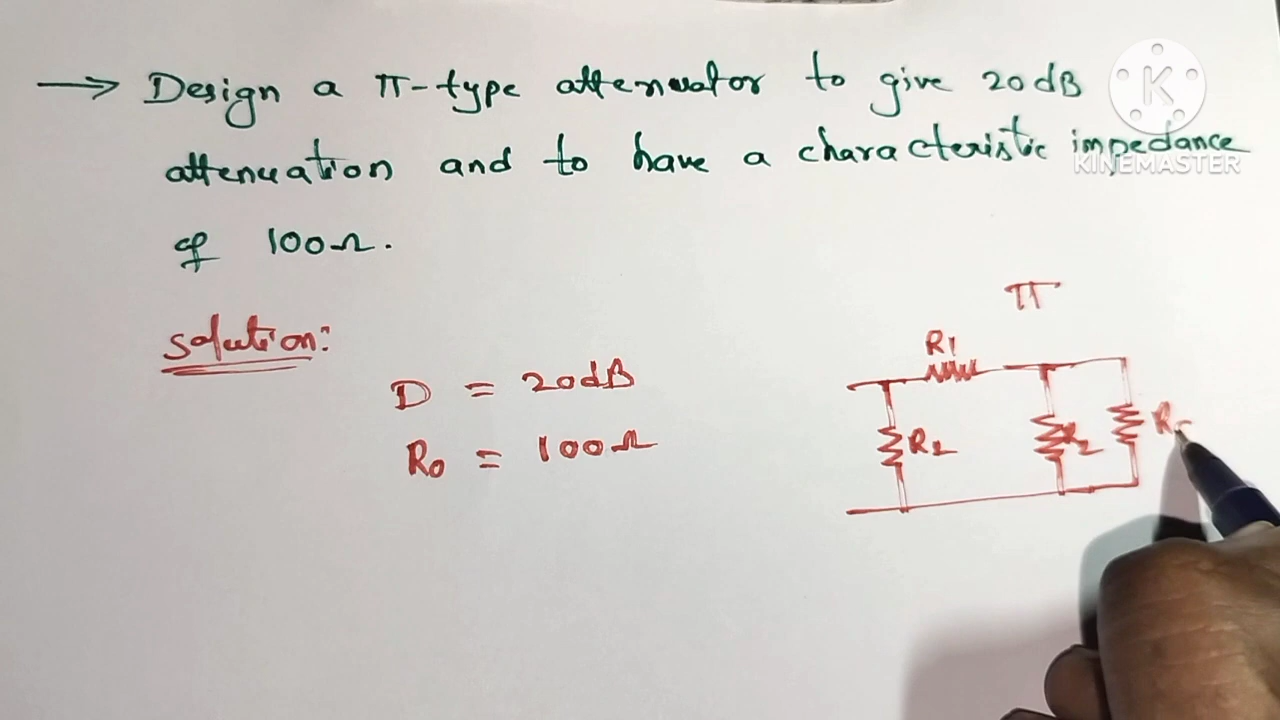 → Design a π-type attenuator to give 20dB
attenuation and to have a characteristic impedance
of 100Ω.
K
KINEMASTER
Solution:
D = 20dB
R0 = 100Ω
π
R1
R2
R2
R